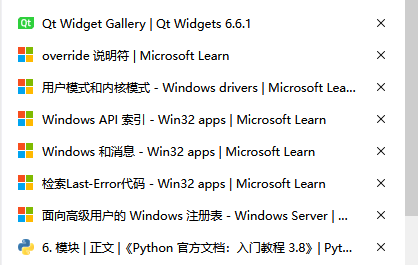 Qt Widget Gallery | Qt Widgets 6.6.1
override 说明符 | Microsoft Learn
用户模式和内核模式 - Windows drivers | Microsoft Lea...
Windows API 索引 - Win32 apps | Microsoft Learn
Windows 和消息 - Win32 apps | Microsoft Learn
检索Last-Error代码 - Win32 apps | Microsoft Learn
面向高级用户的 Windows 注册表 - Windows Server | ...
6. 模块 | 正文 |《Python 官方文档：入门教程 3.8》| Pyt...